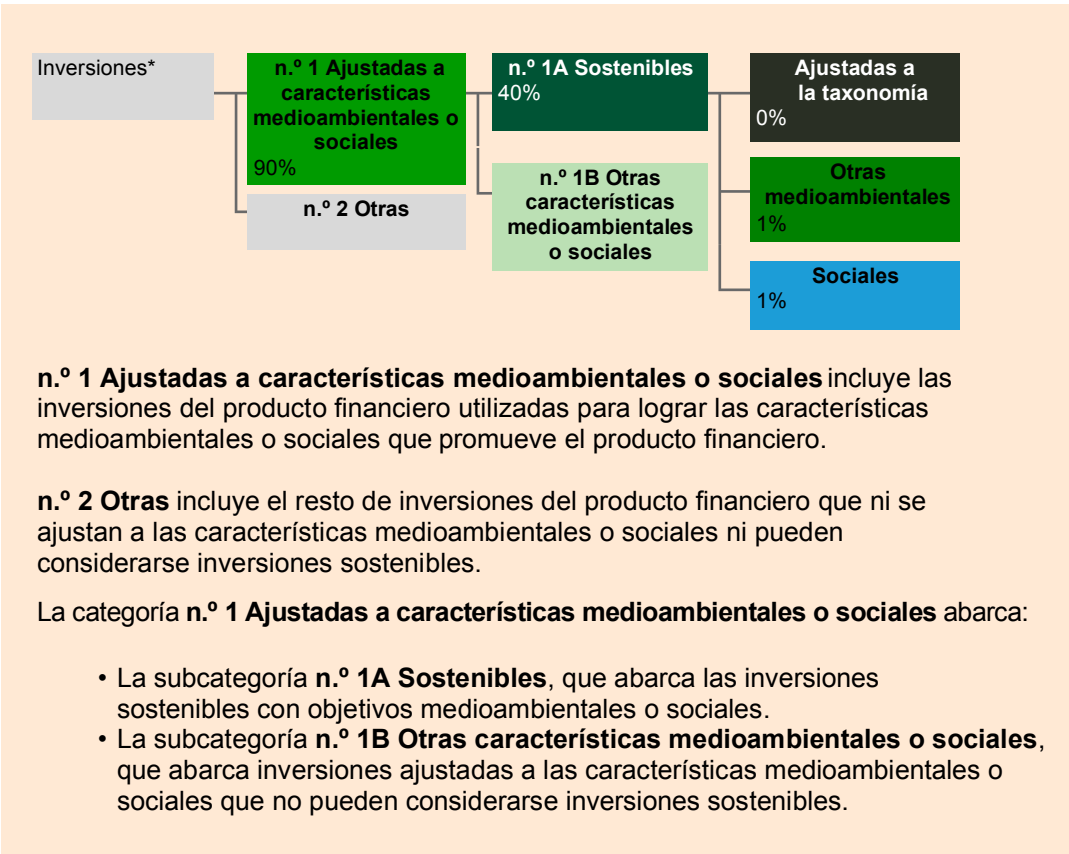 Inversiones*
n.º 1 Ajustadas a
características
medioambientales o
sociales
90%
n.º 2 Otras
n.º 1A Sostenibles
40%
n.º 1B Otras
características
medioambientales
o sociales
Ajustadas a
la taxonomía
0%
Otras
medioambientales
1%
Sociales
1%
n.º 1 Ajustadas a características medioambientales o sociales incluye las
inversiones del producto financiero utilizadas para lograr las características
medioambientales o sociales que promueve el producto financiero.
n.º 2 Otras incluye el resto de inversiones del producto financiero que ni se
ajustan a las características medioambientales o sociales ni pueden
considerarse inversiones sostenibles.
La categoría n.º 1 Ajustadas a características medioambientales o sociales abarca:
• La subcategoría n.º 1A Sostenibles, que abarca las inversiones
sostenibles con objetivos medioambientales o sociales.
• La subcategoría n.º 1B Otras características medioambientales o sociales,
que abarca inversiones ajustadas a las características medioambientales o
sociales que no pueden considerarse inversiones sostenibles.